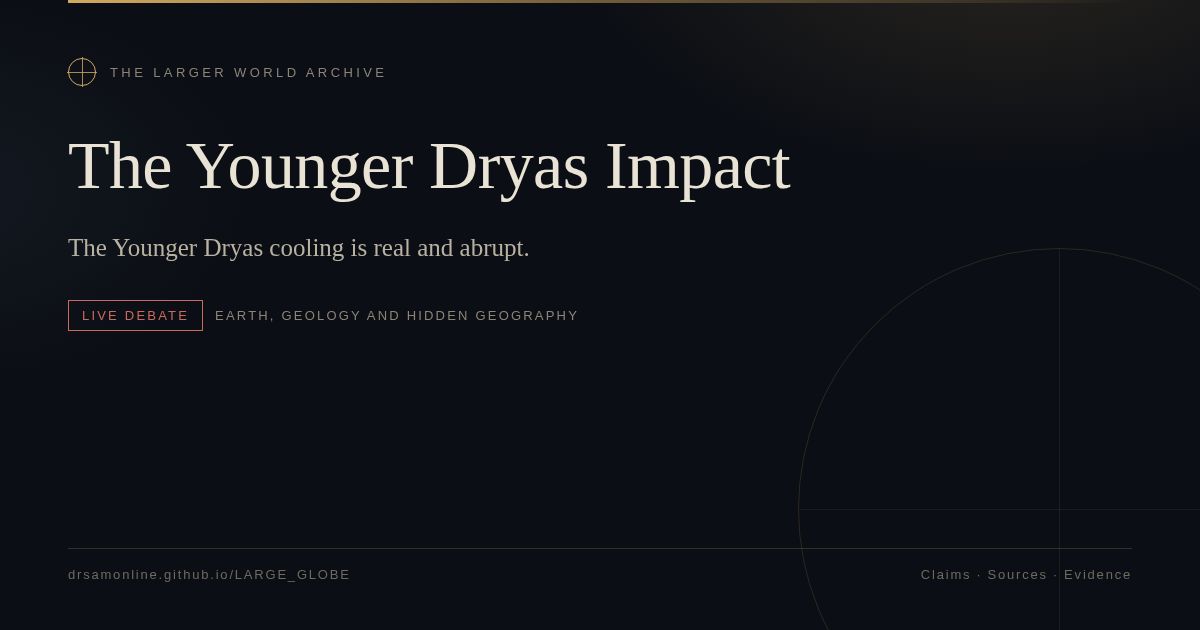 THE LARGER WORLD ARCHIVE
The Younger Dryas Impact
The Younger Dryas cooling is real and abrupt.
LIVE DEBATE EARTH, GEOLOGY AND HIDDEN GEOGRAPHY
drsamonline.github.io/LARGE_GLOBE
Claims · Sources · Evidence